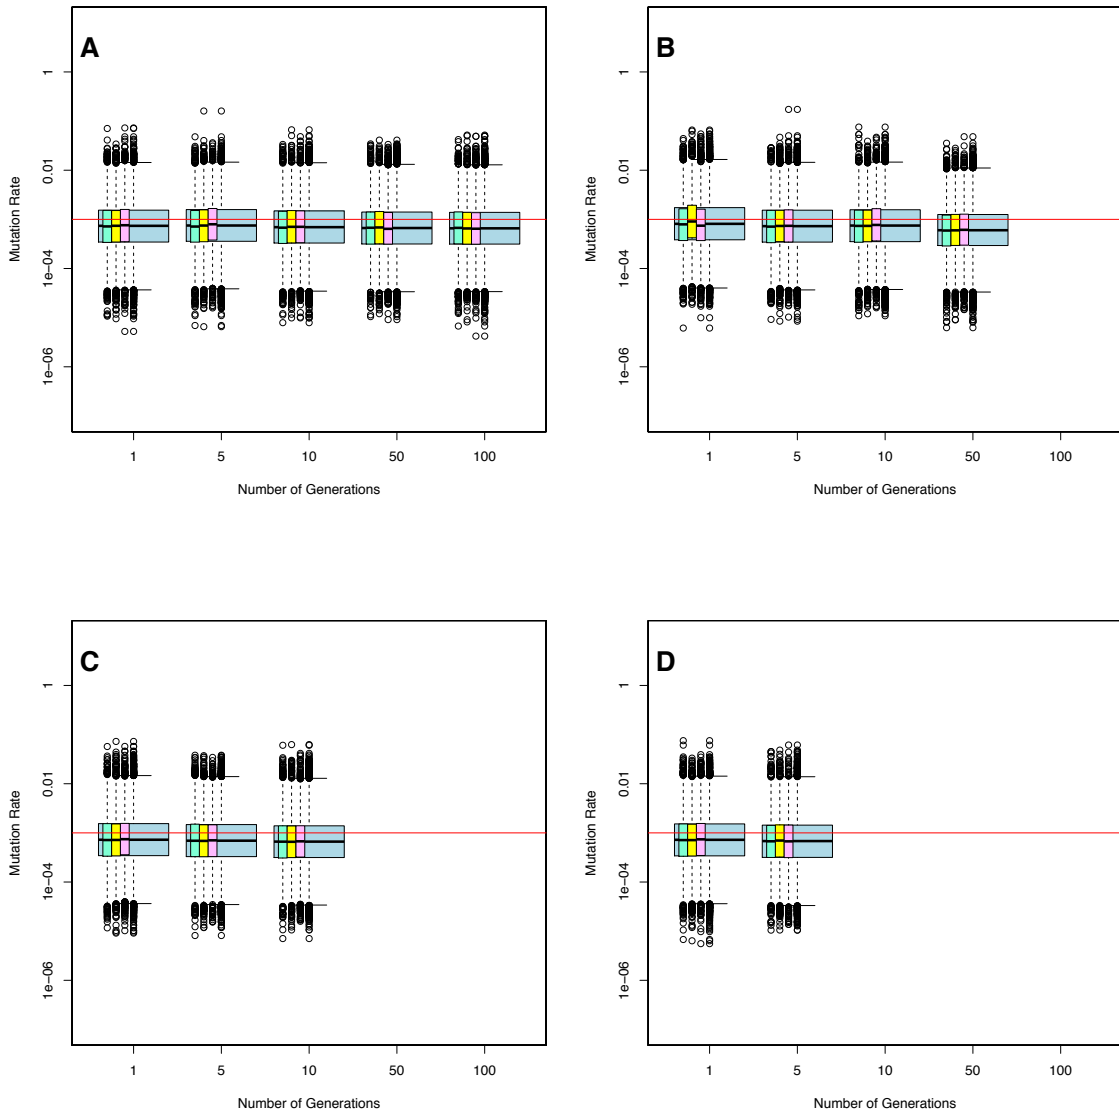 A
Mutation Rate
1
0.01
1e-04
1e-06
1 5 10 50 100
Number of Generations
B
Mutation Rate
1
0.01
1e-04
1e-06
1 5 10 50 100
Number of Generations
C
Mutation Rate
1
0.01
1e-04
1e-06
1 5 10 50 100
Number of Generations
D
Mutation Rate
1
0.01
1e-04
1e-06
1 5 10 50 100
Number of Generations